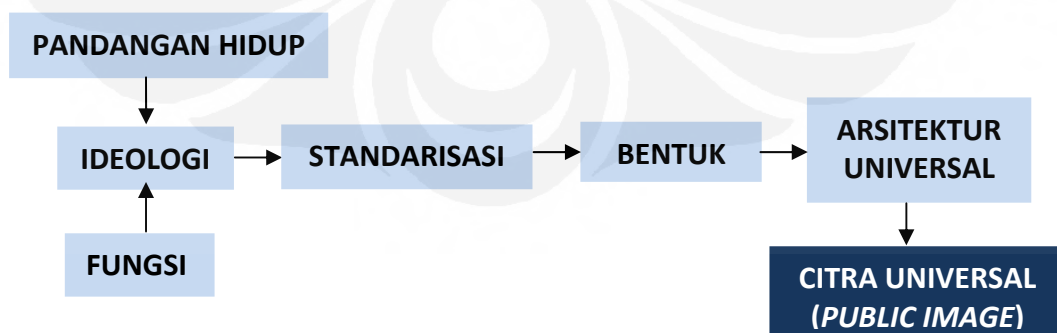 PANDANGAN HIDUP
IDEOLOGI
FUNGSI
STANDARISASI
BENTUK
ARSITEKTUR
UNIVERSAL
CITRA UNIVERSAL
(PUBLIC IMAGE)